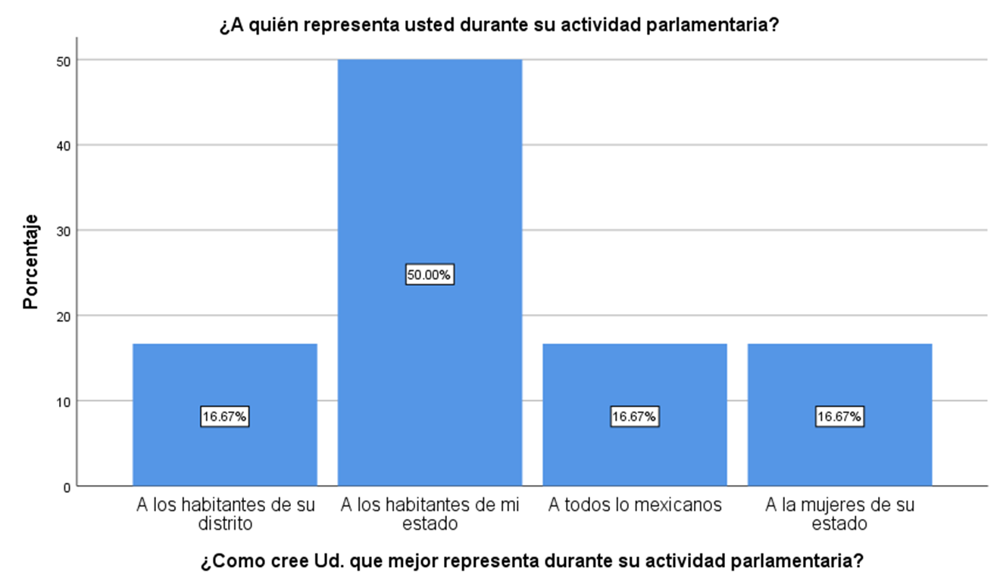 ¿A quién representa usted durante su actividad parlamentaria?
Porcentaje
50
40
30
20
10
0
16.67%
50.00%
16.67%
16.67%
A los habitantes de su
distrito
A los habitantes de mi
estado
A todos lo mexicanos
A la mujeres de su
estado
¿Como cree Ud. que mejor representa durante su actividad parlamentaria?